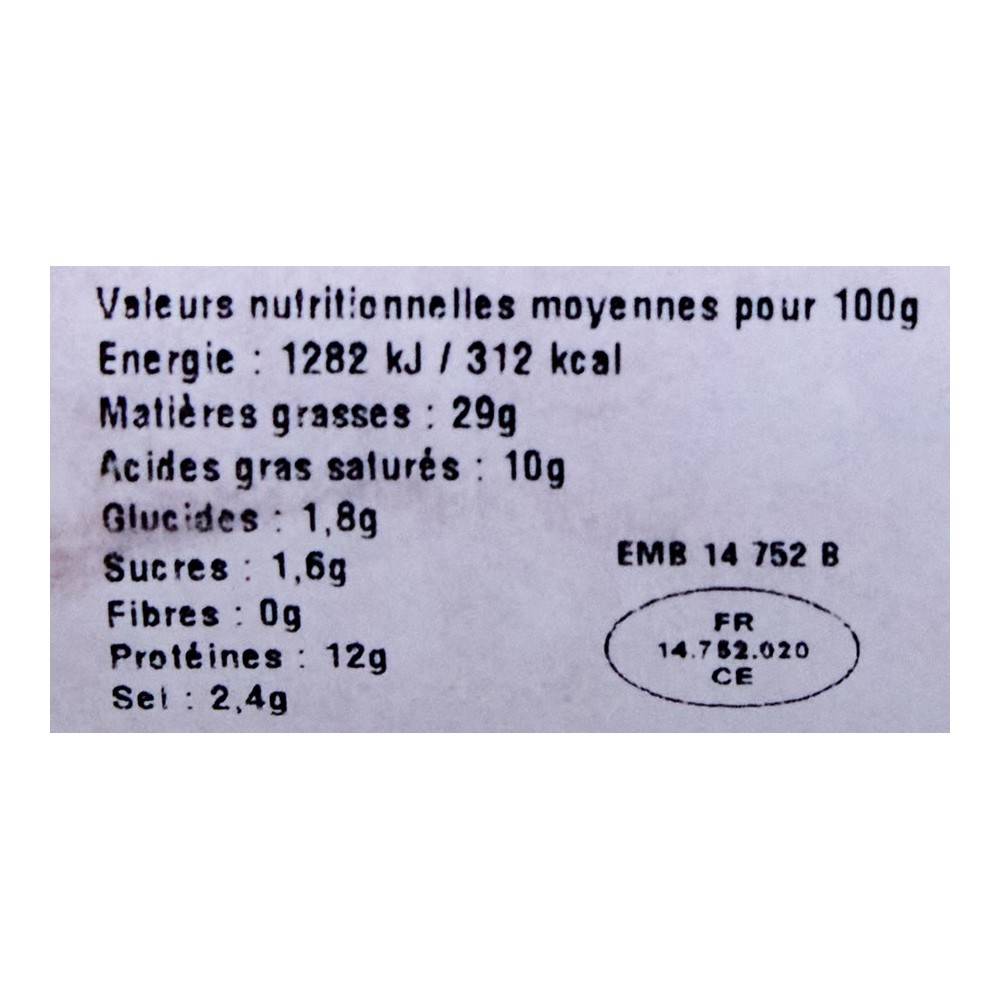 Valeurs nutritionnelles moyennes pour 100g
Energie : 1282 kJ / 312 kcal
Matières grasses : 29g
Acides gras saturés : 10g
Glucides : 1,8g
Sucres : 1,6g
Fibres : 0g
Protéines : 12g
Sel : 2,4g
EMB 14 752 B
FR
14.752.020
CE